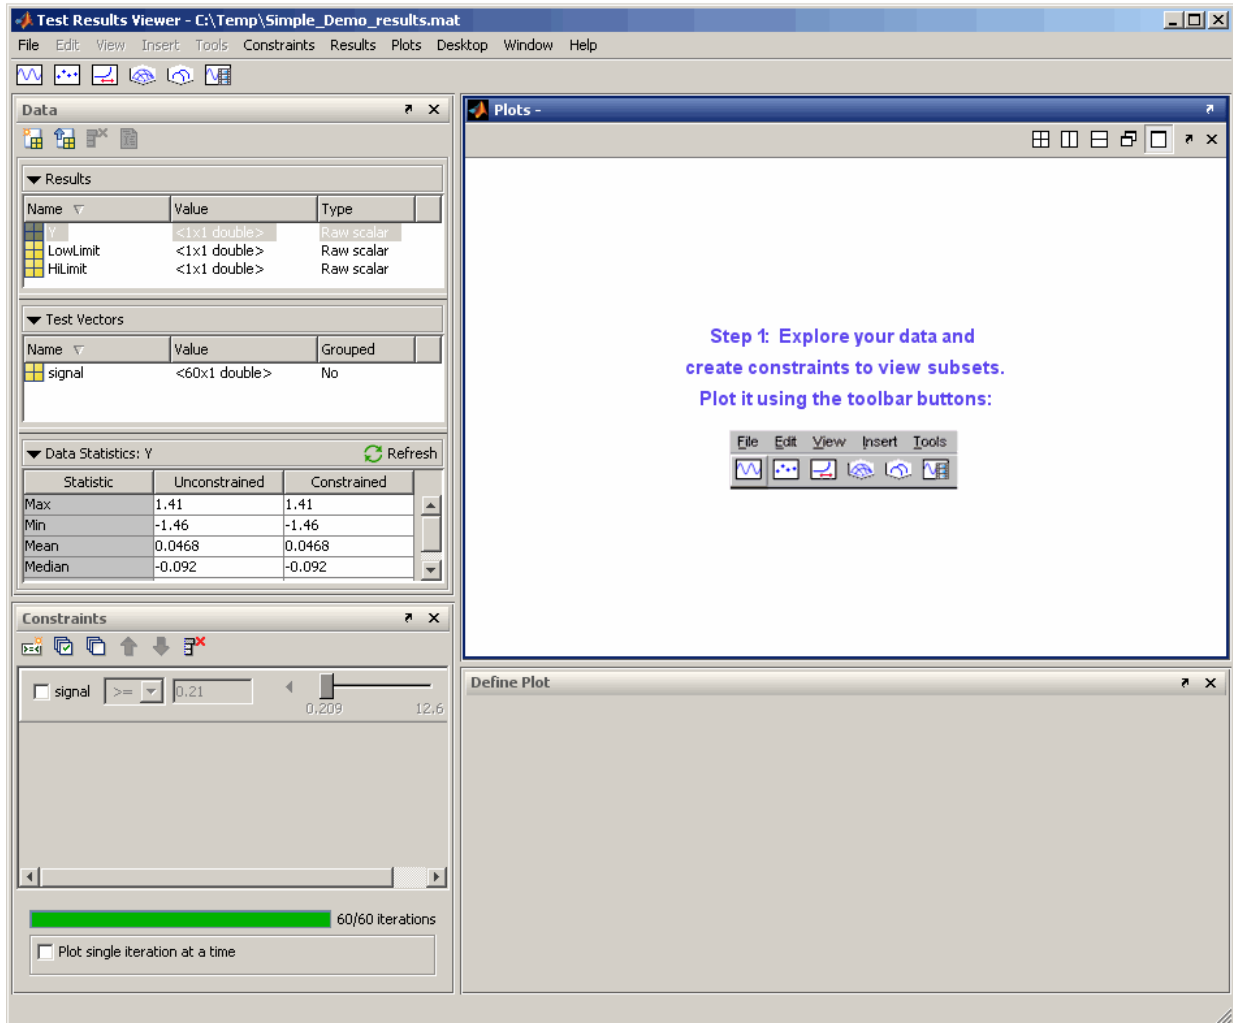 Test Results Viewer - C:\Temp\Simple_Demo_results.mat
File Edit View Insert Tools Constraints Results Plots Desktop Window Help
Data
Results
Name Value Type
Y <1x1 double> Raw scalar
LowLimit <1x1 double> Raw scalar
HiLimit <1x1 double> Raw scalar
Test Vectors
Name Value Grouped
signal <60x1 double> No
Data Statistics: Y Refresh
Statistic Unconstrained Constrained
Max 1.41 1.41
Min -1.46 -1.46
Mean 0.0468 0.0468
Median -0.092 -0.092
Constraints
signal >= 0.21
0.209 12.6
60/60 iterations
Plot single iteration at a time
Plots -
Step 1: Explore your data and
create constraints to view subsets.
Plot it using the toolbar buttons:
File Edit View Insert Tools
Define Plot